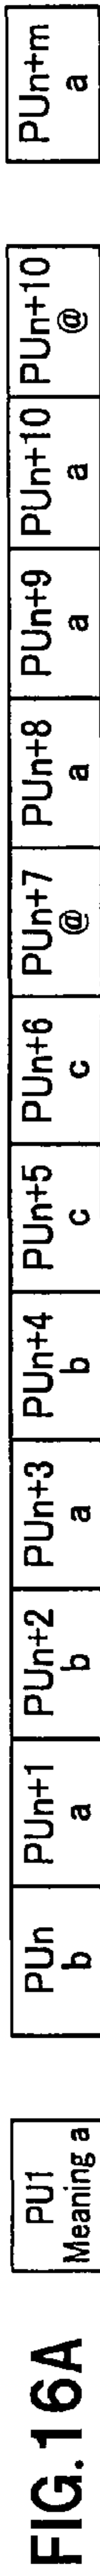 FIG. 16A
PU1
Meaning a
PUn
b
PUn+1
a
PUn+2
b
PUn+3
a
PUn+4
b
PUn+5
c
PUn+6
c
PUn+7
@
PUn+8
a
PUn+9
a
PUn+10
a
PUn+10
@
PUn+m
a